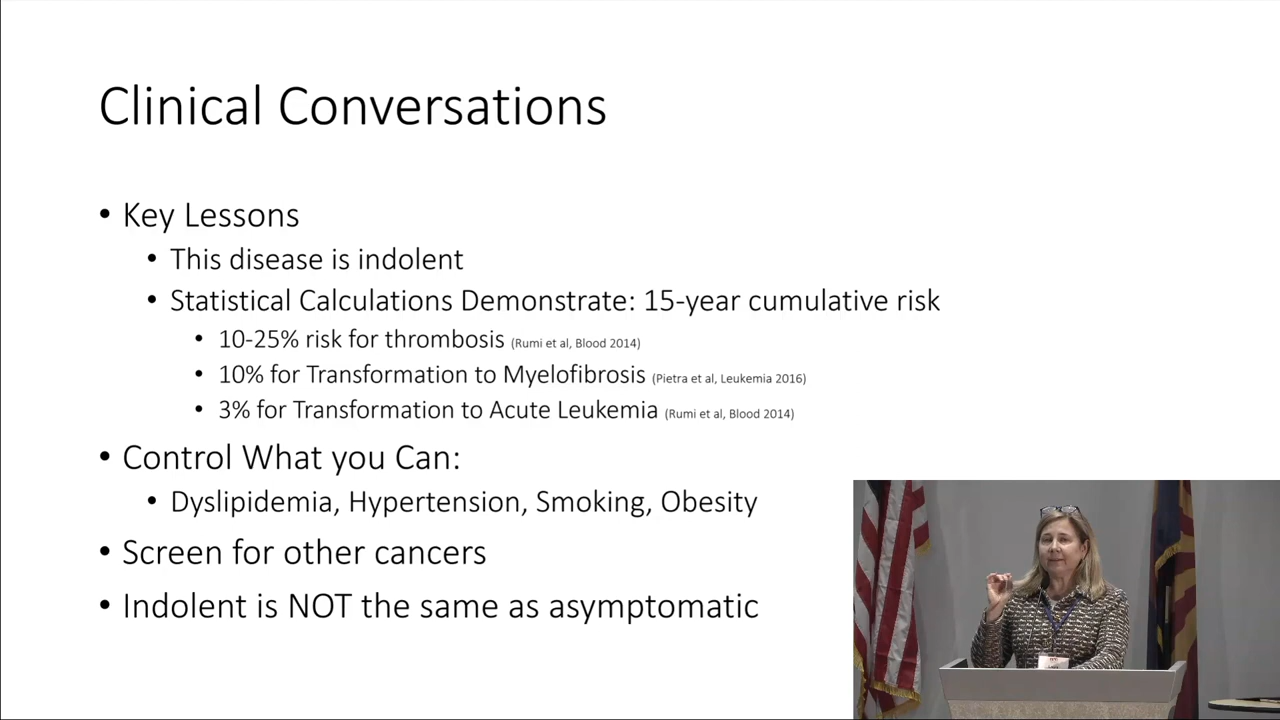 Clinical Conversations
• Key Lessons
• This disease is indolent
• Statistical Calculations Demonstrate: 15-year cumulative risk
• 10-25% risk for thrombosis (Rumi et al, Blood 2014)
• 10% for Transformation to Myelofibrosis (Pietra et al, Leukemia 2016)
• 3% for Transformation to Acute Leukemia (Rumi et al, Blood 2014)
• Control What you Can:
• Dyslipidemia, Hypertension, Smoking, Obesity
• Screen for other cancers
• Indolent is NOT the same as asymptomatic